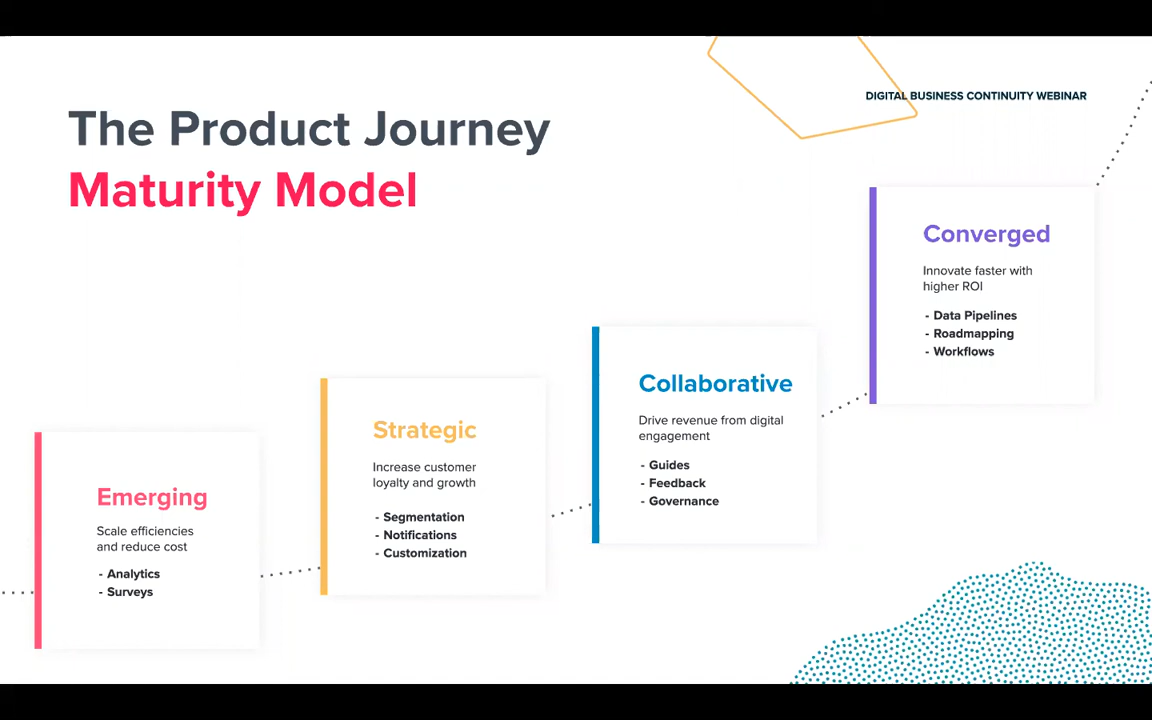 DIGITAL BUSINESS CONTINUITY WEBINAR
The Product Journey
Maturity Model
Emerging
Scale efficiencies
and reduce cost
- Analytics
- Surveys
Strategic
Increase customer
loyalty and growth
- Segmentation
- Notifications
- Customization
Collaborative
Drive revenue from digital
engagement
- Guides
- Feedback
- Governance
Converged
Innovate faster with
higher ROI
- Data Pipelines
- Roadmapping
- Workflows